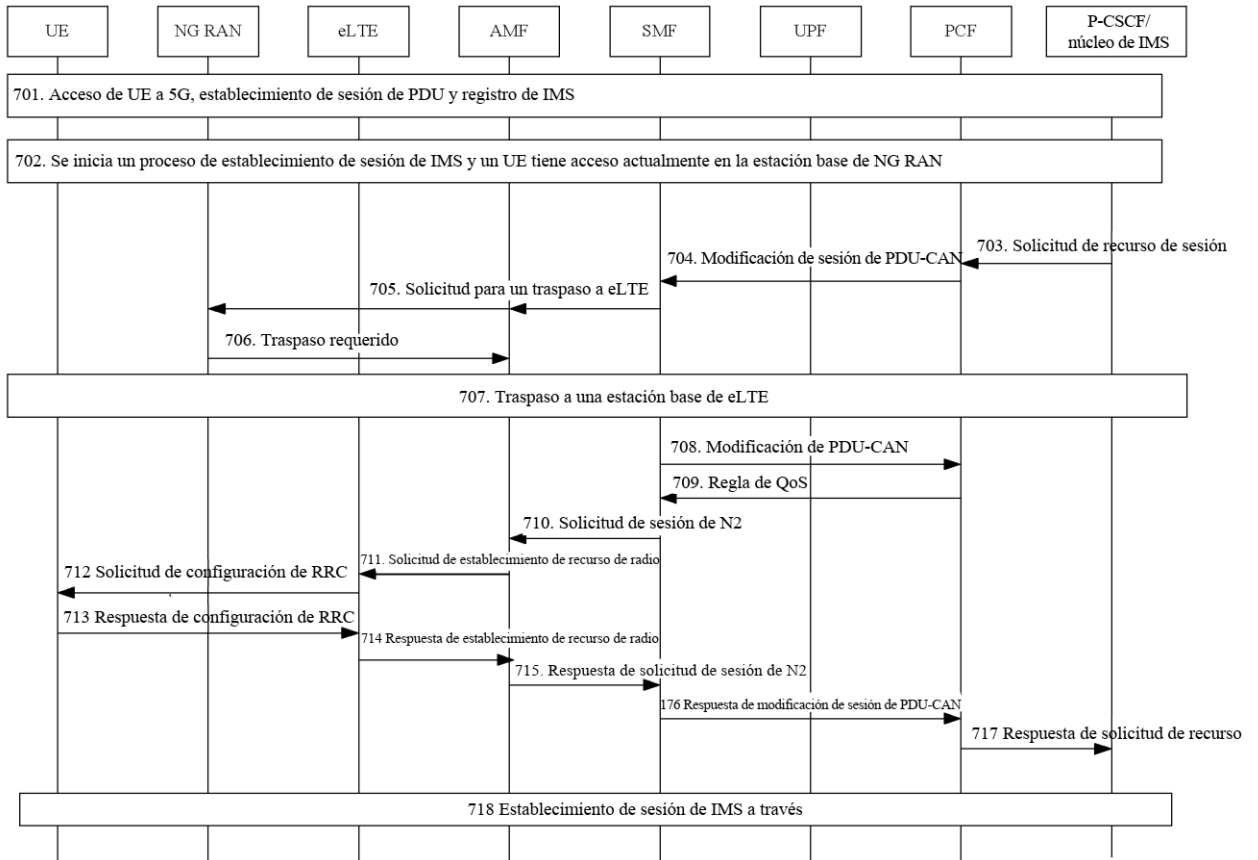 UE
NG RAN
eLTE
AMF
SMF
UPF
PCF
P-CSCF/
núcleo de IMS
701. Acceso de UE a 5G, establecimiento de sesión de PDU y registro de IMS
702. Se inicia un proceso de establecimiento de sesión de IMS y un UE tiene acceso actualmente en la estación base de NG RAN
703. Solicitud de recurso de sesión
704. Modificación de sesión de PDU-CAN
705. Solicitud para un traspaso a eLTE
706. Traspaso requerido
707. Traspaso a una estación base de eLTE
708. Modificación de PDU-CAN
709. Regla de QoS
710. Solicitud de sesión de N2
711. Solicitud de establecimiento de recurso de radio
712 Solicitud de configuración de RRC
713 Respuesta de configuración de RRC
714 Respuesta de establecimiento de recurso de radio
715. Respuesta de solicitud de sesión de N2
176 Respuesta de modificación de sesión de PDU-CAN
717 Respuesta de solicitud de recurso
718 Establecimiento de sesión de IMS a través